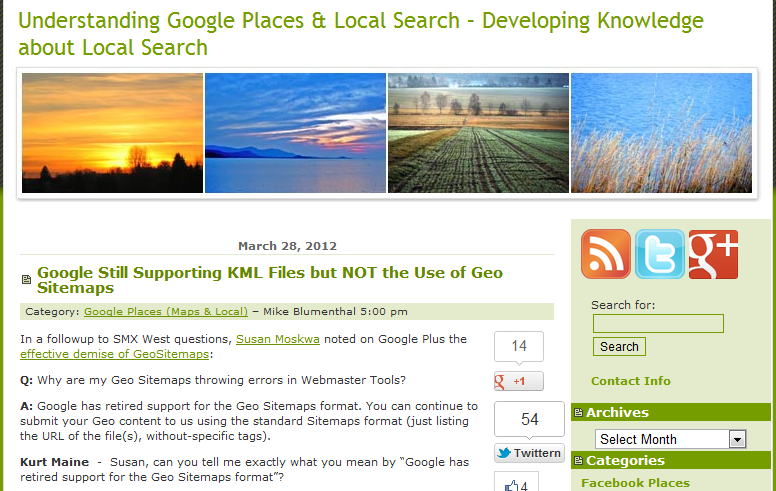 Understanding Google Places & Local Search – Developing Knowledge
about Local Search
March 28, 2012
Google Still Supporting KML Files but NOT the Use of Geo
Sitemaps
Category: Google Places (Maps & Local) – Mike Blumenthal 5:00 pm
In a followup to SMX West questions, Susan Moskwa noted on Google Plus the
effective demise of GeoSitemaps:
Q: Why are my Geo Sitemaps throwing errors in Webmaster Tools?
A: Google has retired support for the Geo Sitemaps format. You can continue to
submit your Geo content to us using the standard Sitemaps format (just listing
the URL of the file(s), without-specific tags).
Kurt Maine - Susan, can you tell me exactly what you mean by “Google has
retired support for the Geo Sitemaps format”?
14
g +1
54
Twittern
4
t
g+
Search for:
Search
Contact Info
Archives
Select Month
Categories
Facebook Places